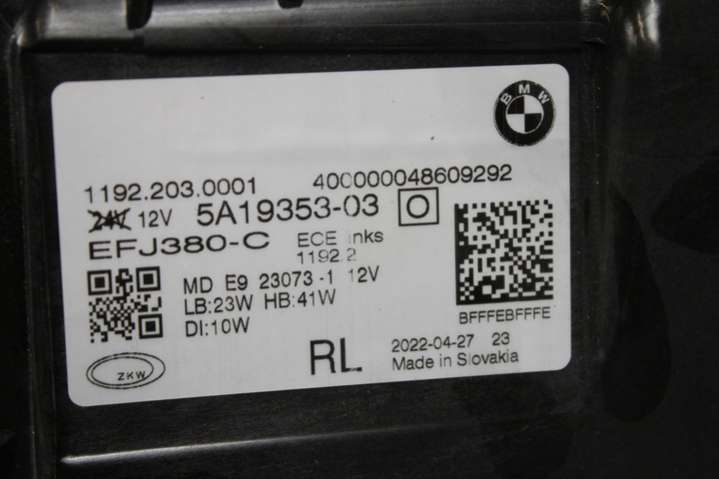 BMW
1192.203.0001 400000048609292
24V 12V 5A19353-03 O
EFJ380-C ECE inks
1192.2
MD E9 23073-1 12V
LB:23W HB:41W
DI:10W
BFFFEBFFFE
ZKW
RL
2022-04-27 23
Made in Slovakia